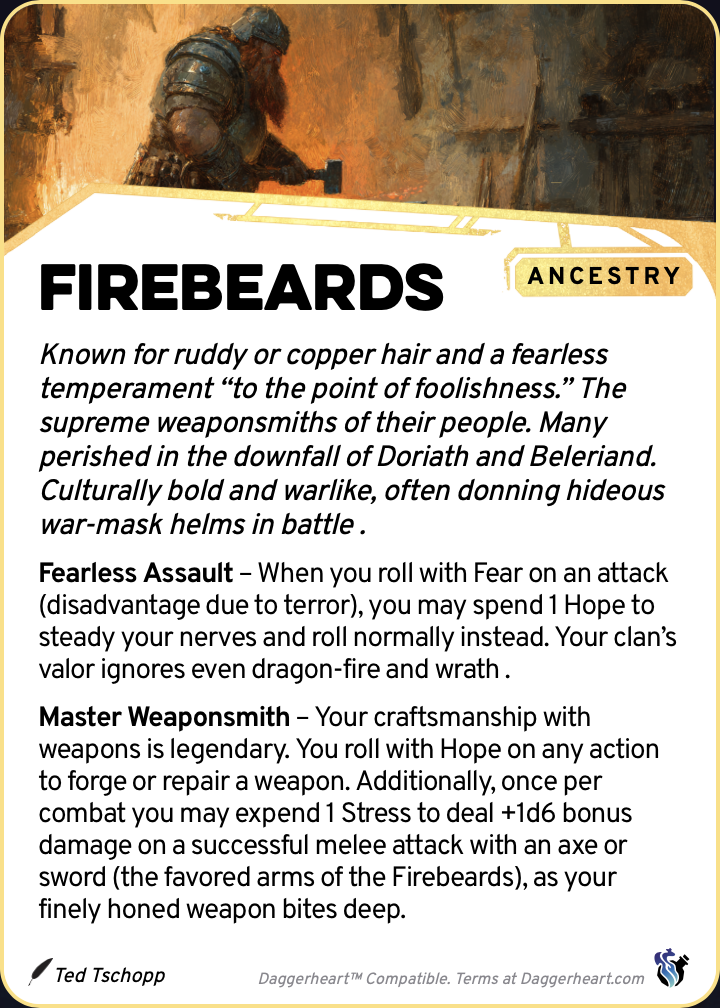 FIREBEARDS
ANCESTRY
Known for ruddy or copper hair and a fearless
temperament “to the point of foolishness.” The
supreme weaponsmiths of their people. Many
perished in the downfall of Doriath and Beleriand.
Culturally bold and warlike, often donning hideous
war-mask helms in battle .
Fearless Assault – When you roll with Fear on an attack
(disadvantage due to terror), you may spend 1 Hope to
steady your nerves and roll normally instead. Your clan’s
valor ignores even dragon-fire and wrath .
Master Weaponsmith – Your craftsmanship with
weapons is legendary. You roll with Hope on any action
to forge or repair a weapon. Additionally, once per
combat you may expend 1 Stress to deal +1d6 bonus
damage on a successful melee attack with an axe or
sword (the favored arms of the Firebeards), as your
finely honed weapon bites deep.
Ted Tschopp
Daggerheart™ Compatible. Terms at Daggerheart.com